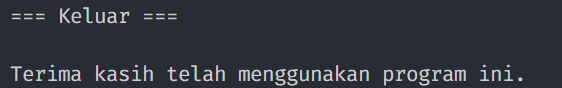 === Keluar ===
Terima kasih telah menggunakan program ini.